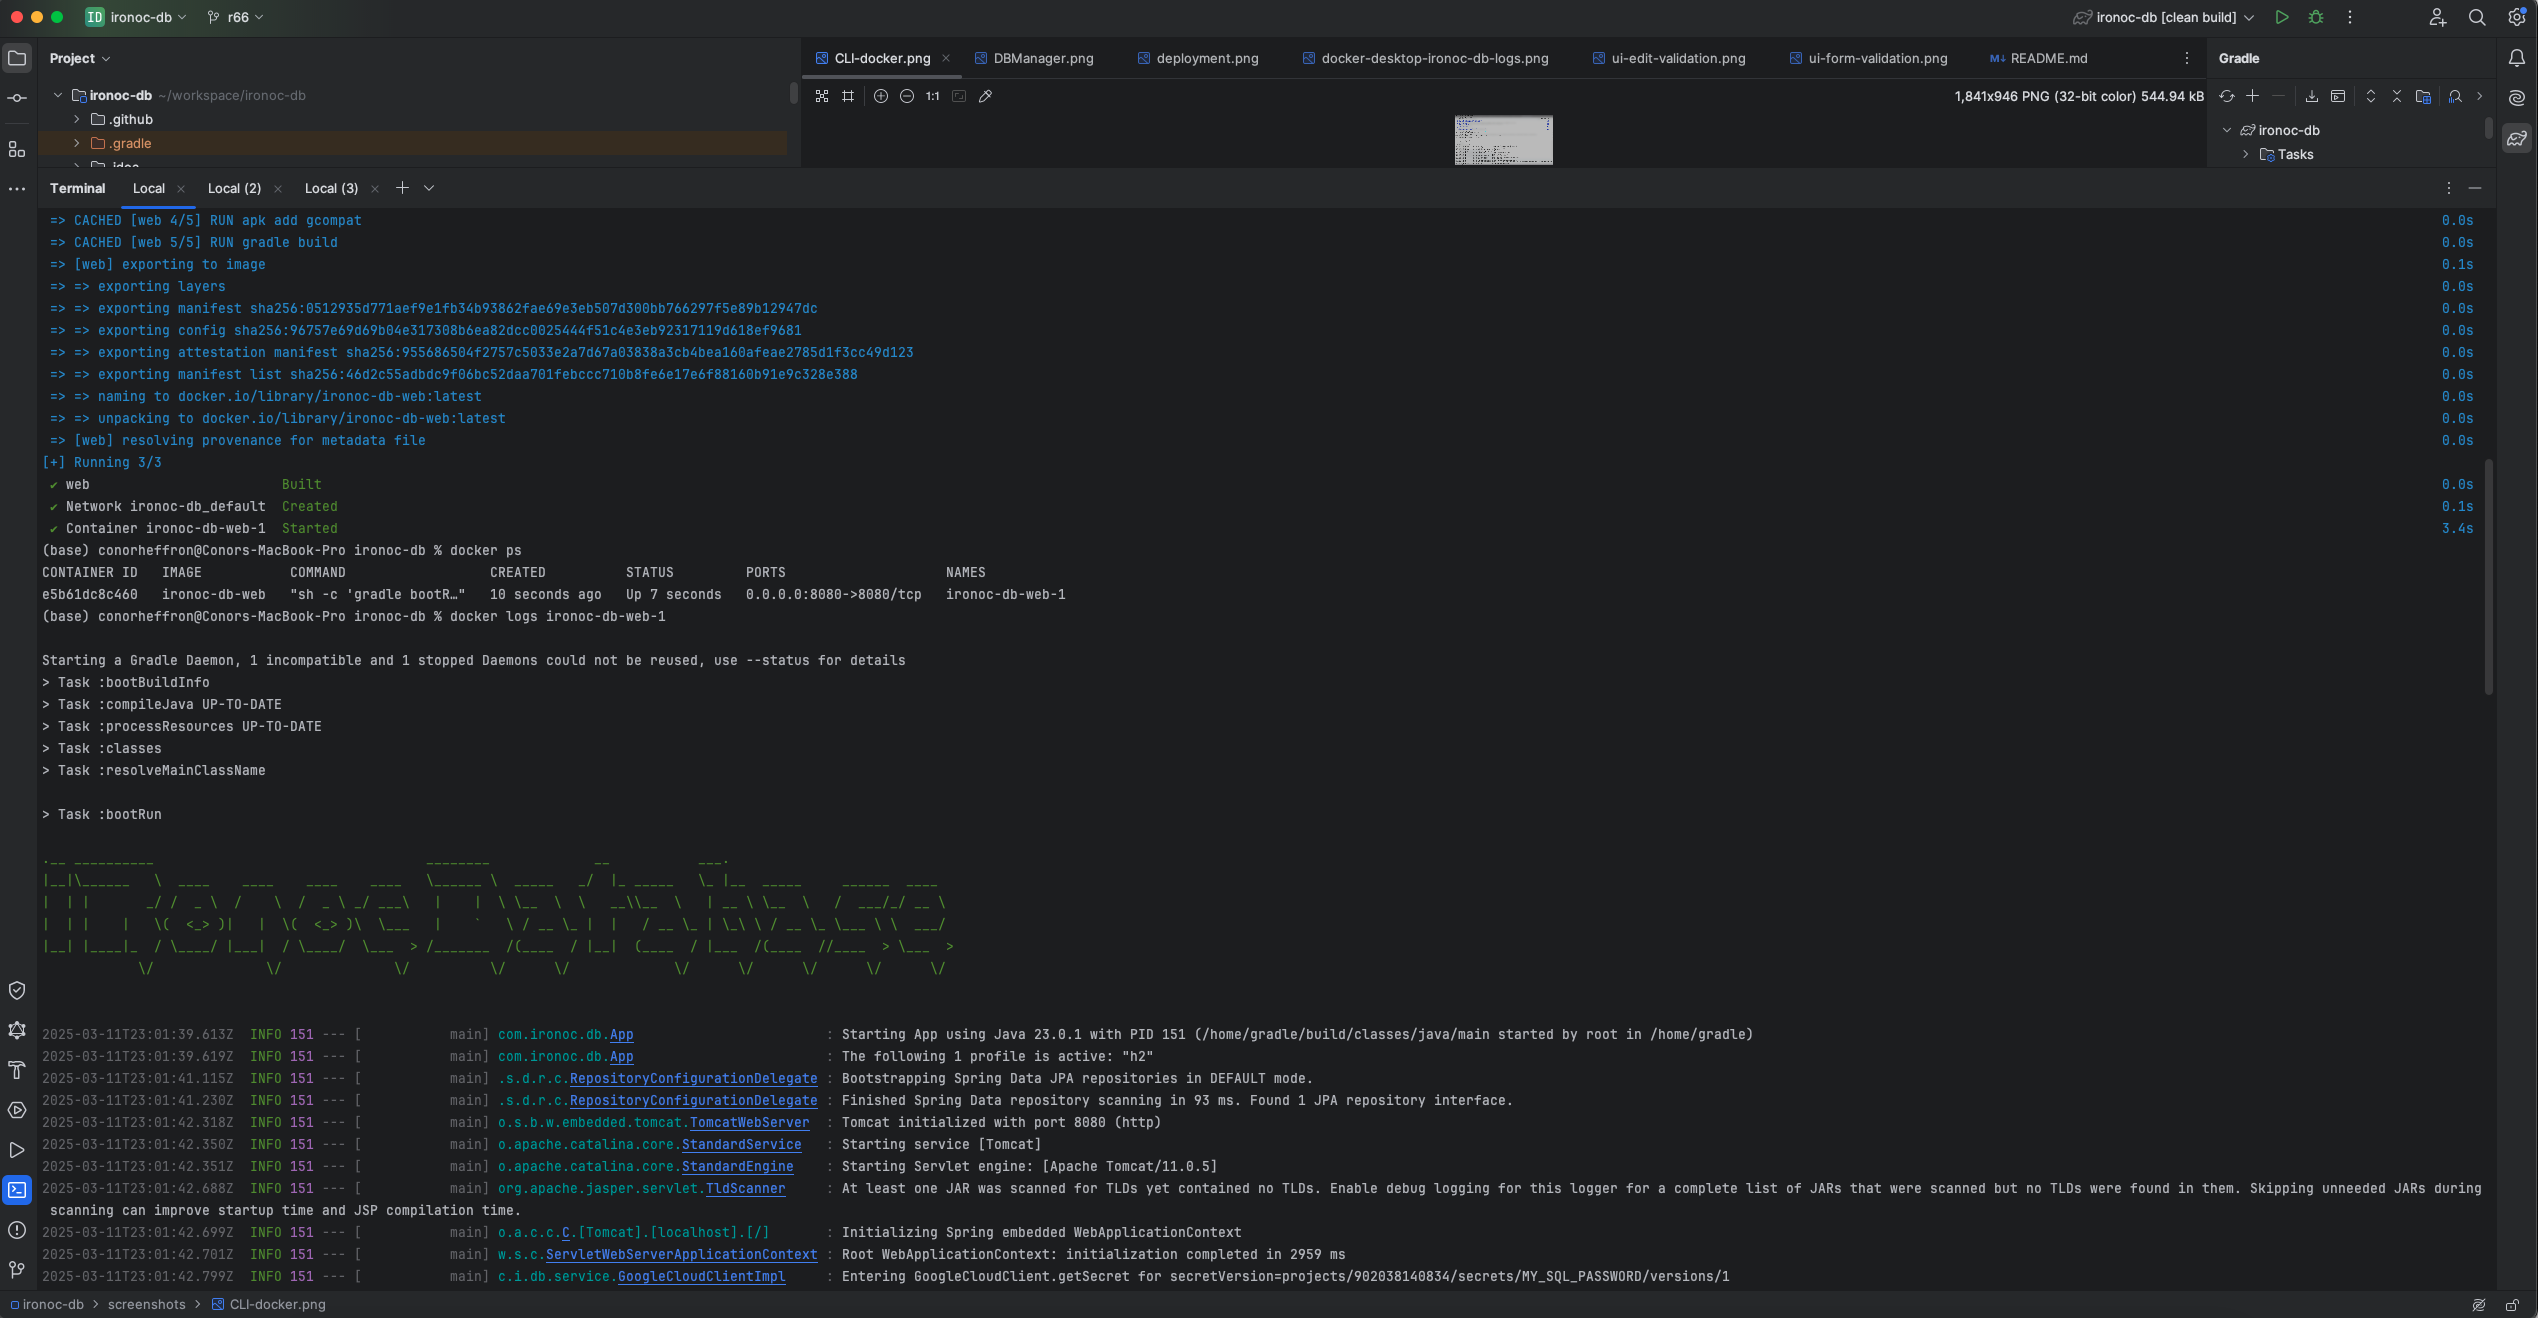 ID ironoc-db r66 ironoc-db [clean build]
Project
ironoc-db ~/workspace/ironoc-db
.github
.gradle
CLI-docker.png DBManager.png deployment.png docker-desktop-ironoc-db-logs.png ui-edit-validation.png ui-form-validation.png README.md
1:1 1,841x946 PNG (32-bit color) 544.94 kB
Gradle
ironoc-db
Tasks
Terminal Local Local (2) Local (3)
=> CACHED [web 4/5] RUN apk add gcompat 0.0s
=> CACHED [web 5/5] RUN gradle build 0.0s
=> [web] exporting to image 0.1s
=> => exporting layers 0.0s
=> => exporting manifest sha256:0512935d771aef9e1fb34b93862fae69e3eb507d300bb766297f5e89b12947dc 0.0s
=> => exporting config sha256:96757e69d69b04e317308b6ea82dcc0025444f51c4e3eb92317119d618ef9681 0.0s
=> => exporting attestation manifest sha256:955686504f2757c5033e2a7d67a03838a3cb4bea160afeae2785d1f3cc49d123 0.0s
=> => exporting manifest list sha256:46d2c55adbdc9f06bc52daa701febccc710b8fe6e17e6f88160b91e9c328e388 0.0s
=> => naming to docker.io/library/ironoc-db-web:latest 0.0s
=> => unpacking to docker.io/library/ironoc-db-web:latest 0.0s
=> [web] resolving provenance for metadata file 0.0s
[+] Running 3/3
✔ web Built 0.0s
✔ Network ironoc-db_default Created 0.1s
✔ Container ironoc-db-web-1 Started 3.4s
(base) conorheffron@Conors-MacBook-Pro ironoc-db % docker ps
CONTAINER ID IMAGE COMMAND CREATED STATUS PORTS NAMES
e5b61dc8c460 ironoc-db-web "sh -c 'gradle bootR…" 10 seconds ago Up 7 seconds 0.0.0.0:8080->8080/tcp ironoc-db-web-1
(base) conorheffron@Conors-MacBook-Pro ironoc-db % docker logs ironoc-db-web-1
Starting a Gradle Daemon, 1 incompatible and 1 stopped Daemons could not be reused, use --status for details
> Task :bootBuildInfo
> Task :compileJava UP-TO-DATE
> Task :processResources UP-TO-DATE
> Task :classes
> Task :resolveMainClassName
> Task :bootRun
2025-03-11T23:01:39.613Z INFO 151 --- [ main] com.ironoc.db.App : Starting App using Java 23.0.1 with PID 151 (/home/gradle/build/classes/java/main started by root in /home/gradle)
2025-03-11T23:01:39.619Z INFO 151 --- [ main] com.ironoc.db.App : The following 1 profile is active: "h2"
2025-03-11T23:01:41.115Z INFO 151 --- [ main] .s.d.r.c.RepositoryConfigurationDelegate : Bootstrapping Spring Data JPA repositories in DEFAULT mode.
2025-03-11T23:01:41.230Z INFO 151 --- [ main] .s.d.r.c.RepositoryConfigurationDelegate : Finished Spring Data repository scanning in 93 ms. Found 1 JPA repository interface.
2025-03-11T23:01:42.318Z INFO 151 --- [ main] o.s.b.w.embedded.tomcat.TomcatWebServer : Tomcat initialized with port 8080 (http)
2025-03-11T23:01:42.350Z INFO 151 --- [ main] o.apache.catalina.core.StandardService : Starting service [Tomcat]
2025-03-11T23:01:42.351Z INFO 151 --- [ main] o.apache.catalina.core.StandardEngine : Starting Servlet engine: [Apache Tomcat/11.0.5]
2025-03-11T23:01:42.688Z INFO 151 --- [ main] org.apache.jasper.servlet.TldScanner : At least one JAR was scanned for TLDs yet contained no TLDs. Enable debug logging for this logger for a complete list of JARs that were scanned but no TLDs were found in them. Skipping unneeded JARs during
scanning can improve startup time and JSP compilation time.
2025-03-11T23:01:42.699Z INFO 151 --- [ main] o.a.c.c.C.[Tomcat].[localhost].[/] : Initializing Spring embedded WebApplicationContext
2025-03-11T23:01:42.701Z INFO 151 --- [ main] w.s.c.ServletWebServerApplicationContext : Root WebApplicationContext: initialization completed in 2959 ms
2025-03-11T23:01:42.799Z INFO 151 --- [ main] c.i.db.service.GoogleCloudClientImpl : Entering GoogleCloudClient.getSecret for secretVersion=projects/902038140834/secrets/MY_SQL_PASSWORD/versions/1
ironoc-db > screenshots > CLI-docker.png